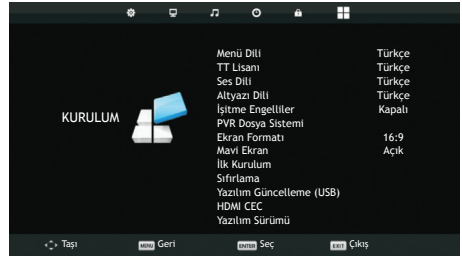 KURULUM
Menü Dili Türkçe
TT Lisanı Türkçe
Ses Dili Türkçe
Altyazı Dili Türkçe
İşitme Engelliler Kapalı
PVR Dosya Sistemi
Ekran Formatı 16:9
Mavi Ekran Açık
İlk Kurulum
Sıfırlama
Yazılım Güncelleme (USB)
HDMI CEC
Yazılım Sürümü
Taşı MENU Geri ENTER Seç EXIT Çıkış